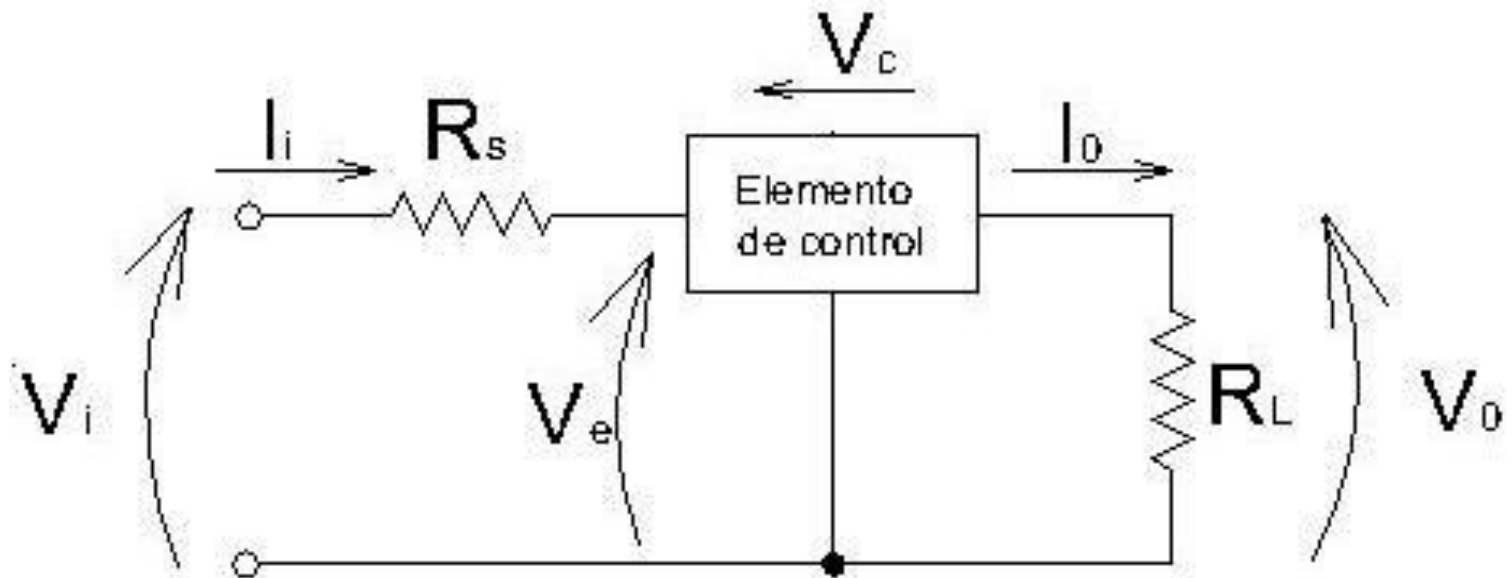 Vc
Ii
Rs
I0
Elemento
de control
Vi
Ve
RL
V0